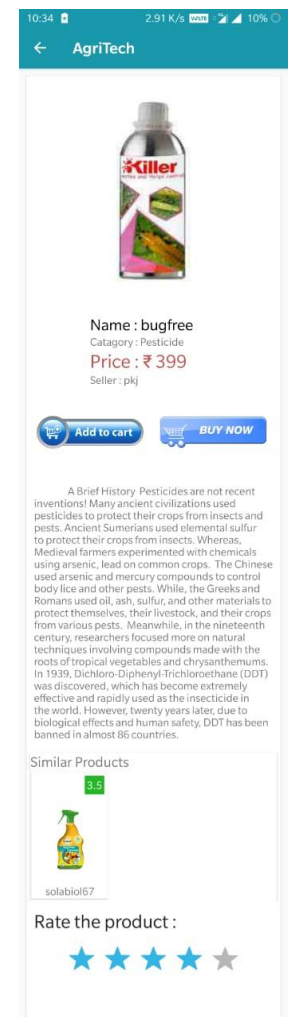 10:34 2.91 K/s VoLTE 10%
AgriTech
Killer
Name : bugfree
Catagory : Pesticide
Price : ₹ 399
Seller : pkj
Add to cart
BUY NOW
A Brief History Pesticides are not recent
inventions! Many ancient civilizations used
pesticides to protect their crops from insects and
pests. Ancient Sumerians used elemental sulfur
to protect their crops from insects. Whereas,
Medieval farmers experimented with chemicals
using arsenic, lead on common crops. The Chinese
used arsenic and mercury compounds to control
body lice and other pests. While, the Greeks and
Romans used oil, ash, sulfur, and other materials to
protect themselves, their livestock, and their crops
from various pests. Meanwhile, in the nineteenth
century, researchers focused more on natural
techniques involving compounds made with the
roots of tropical vegetables and chrysanthemums.
In 1939, Dichloro-Diphenyl-Trichloroethane (DDT)
was discovered, which has become extremely
effective and rapidly used as the insecticide in
the world. However, twenty years later, due to
biological effects and human safety, DDT has been
banned in almost 86 countries.
Similar Products
3.5
solabiol67
Rate the product :